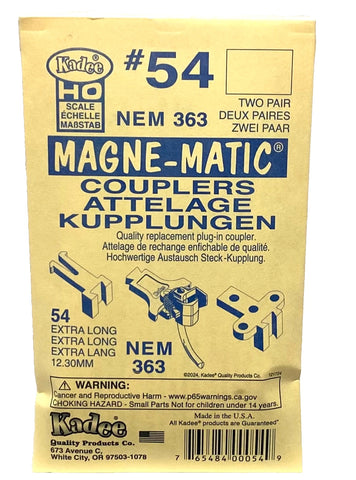 Kadee®
HO
SCALE
ÉCHELLE
MAßSTAB
#54
NEM 363
TWO PAIR
DEUX PAIRES
ZWEI PAAR
MAGNE-MATIC®
COUPLERS
ATTELAGE
KUPPLUNGEN
Quality replacement plug-in coupler.
Attelage de rechange enfichable de qualité.
Hochwertige Austausch Steck-Kupplung.
54
EXTRA LONG
EXTRA LONG
EXTRA LANG
12.30MM
NEM
363
©2024, Kadee® Quality Products Co.
⚠ WARNING:
Cancer and Reproductive Harm - www.p65warnings.ca.gov
CHOKING HAZARD - Small Parts Not for children under 14 years.
Kadee®
Quality Products Co.
673 Avenue C,
White City, OR 97503-1078
Made in the U.S.A.
All Kadee® products are Guaranteed"
7 65484 00054 9